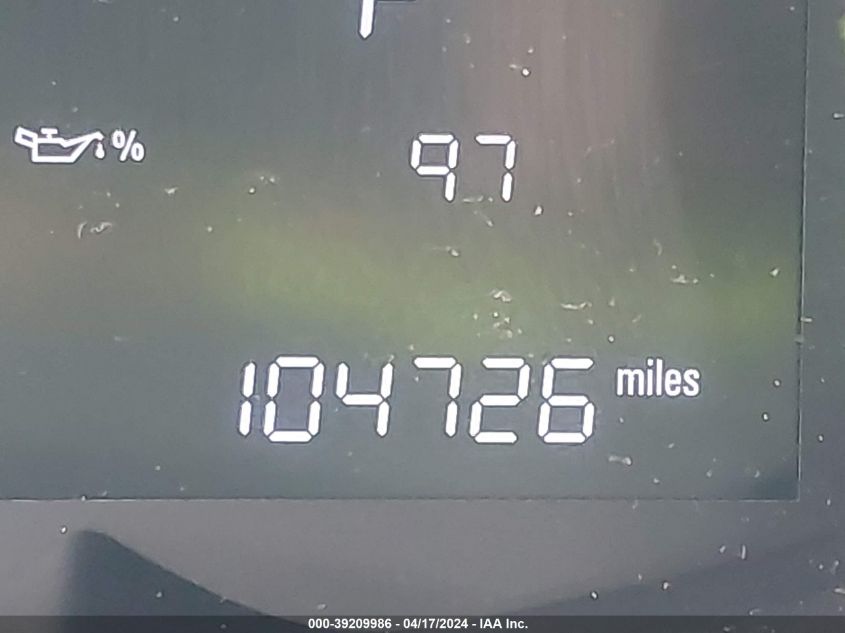 % 97
104726 miles
000-39209986 - 04/17/2024 - IAA Inc.